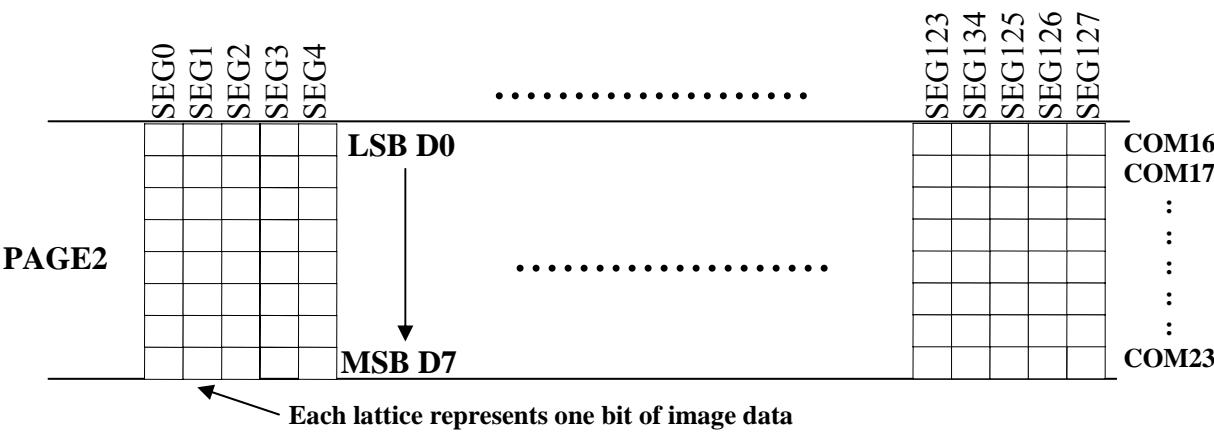 SEG0 SEG1 SEG2 SEG3 SEG4 ................... SEG123 SEG134 SEG125 SEG126 SEG127
LSB D0 COM16
COM17
:
:
PAGE2 .................... :
:
:
MSB D7 COM23
Each lattice represents one bit of image data